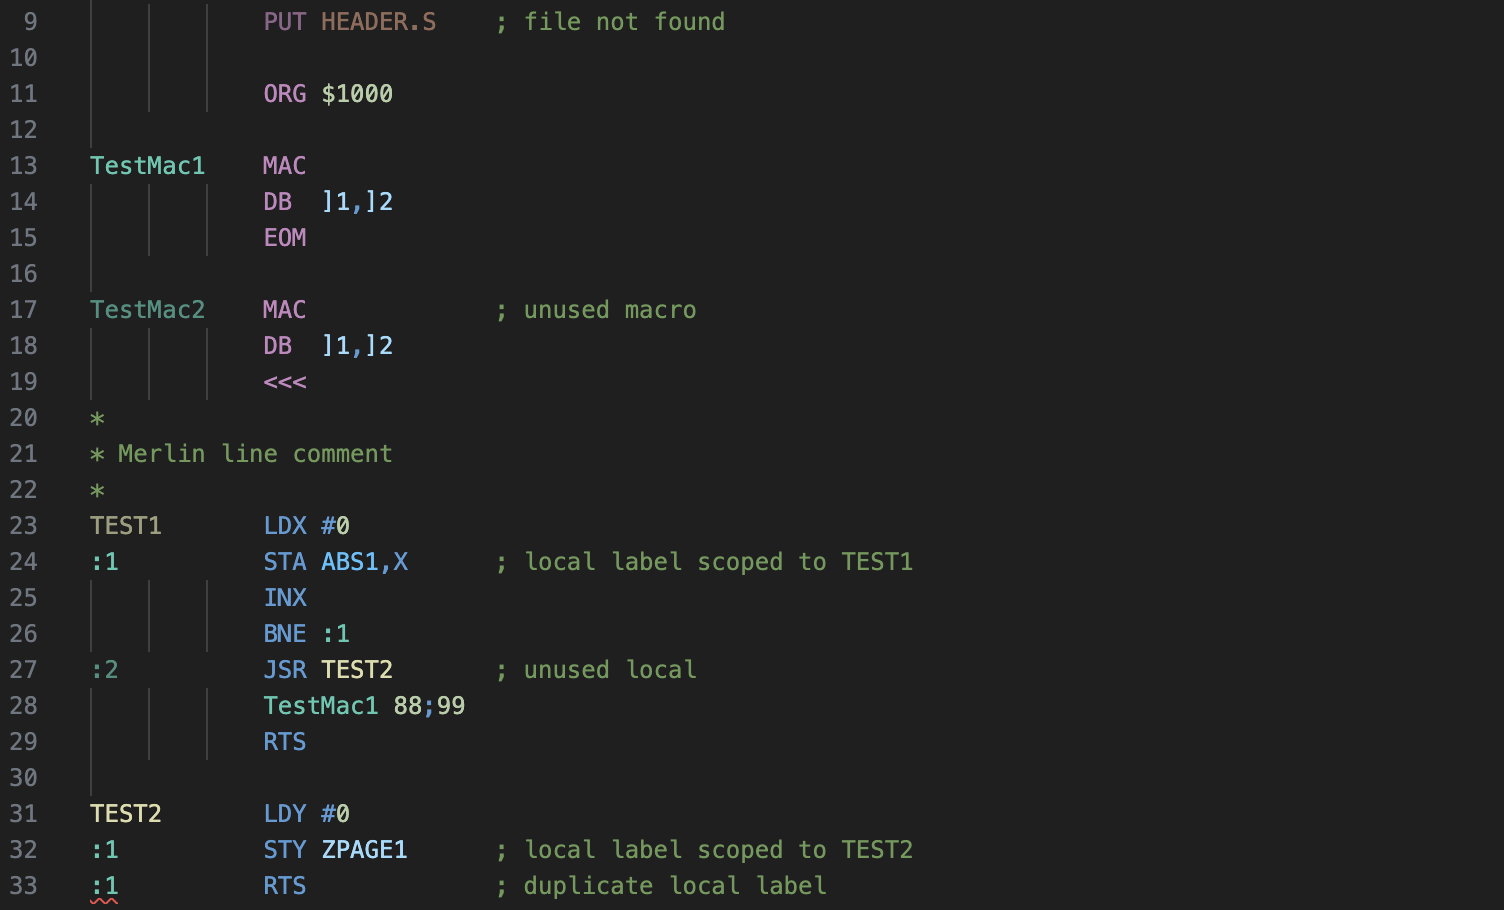 9 PUT HEADER.S ; file not found
10
11 ORG $1000
12
13 TestMac1 MAC
14 DB ]1,]2
15 EOM
16
17 TestMac2 MAC ; unused macro
18 DB ]1,]2
19 <<<
20 *
21 * Merlin line comment
22 *
23 TEST1 LDX #0
24 :1 STA ABS1,X ; local label scoped to TEST1
25 INX
26 BNE :1
27 :2 JSR TEST2 ; unused local
28 TestMac1 88;99
29 RTS
30
31 TEST2 LDY #0
32 :1 STY ZPAGE1 ; local label scoped to TEST2
33 :1 RTS ; duplicate local label